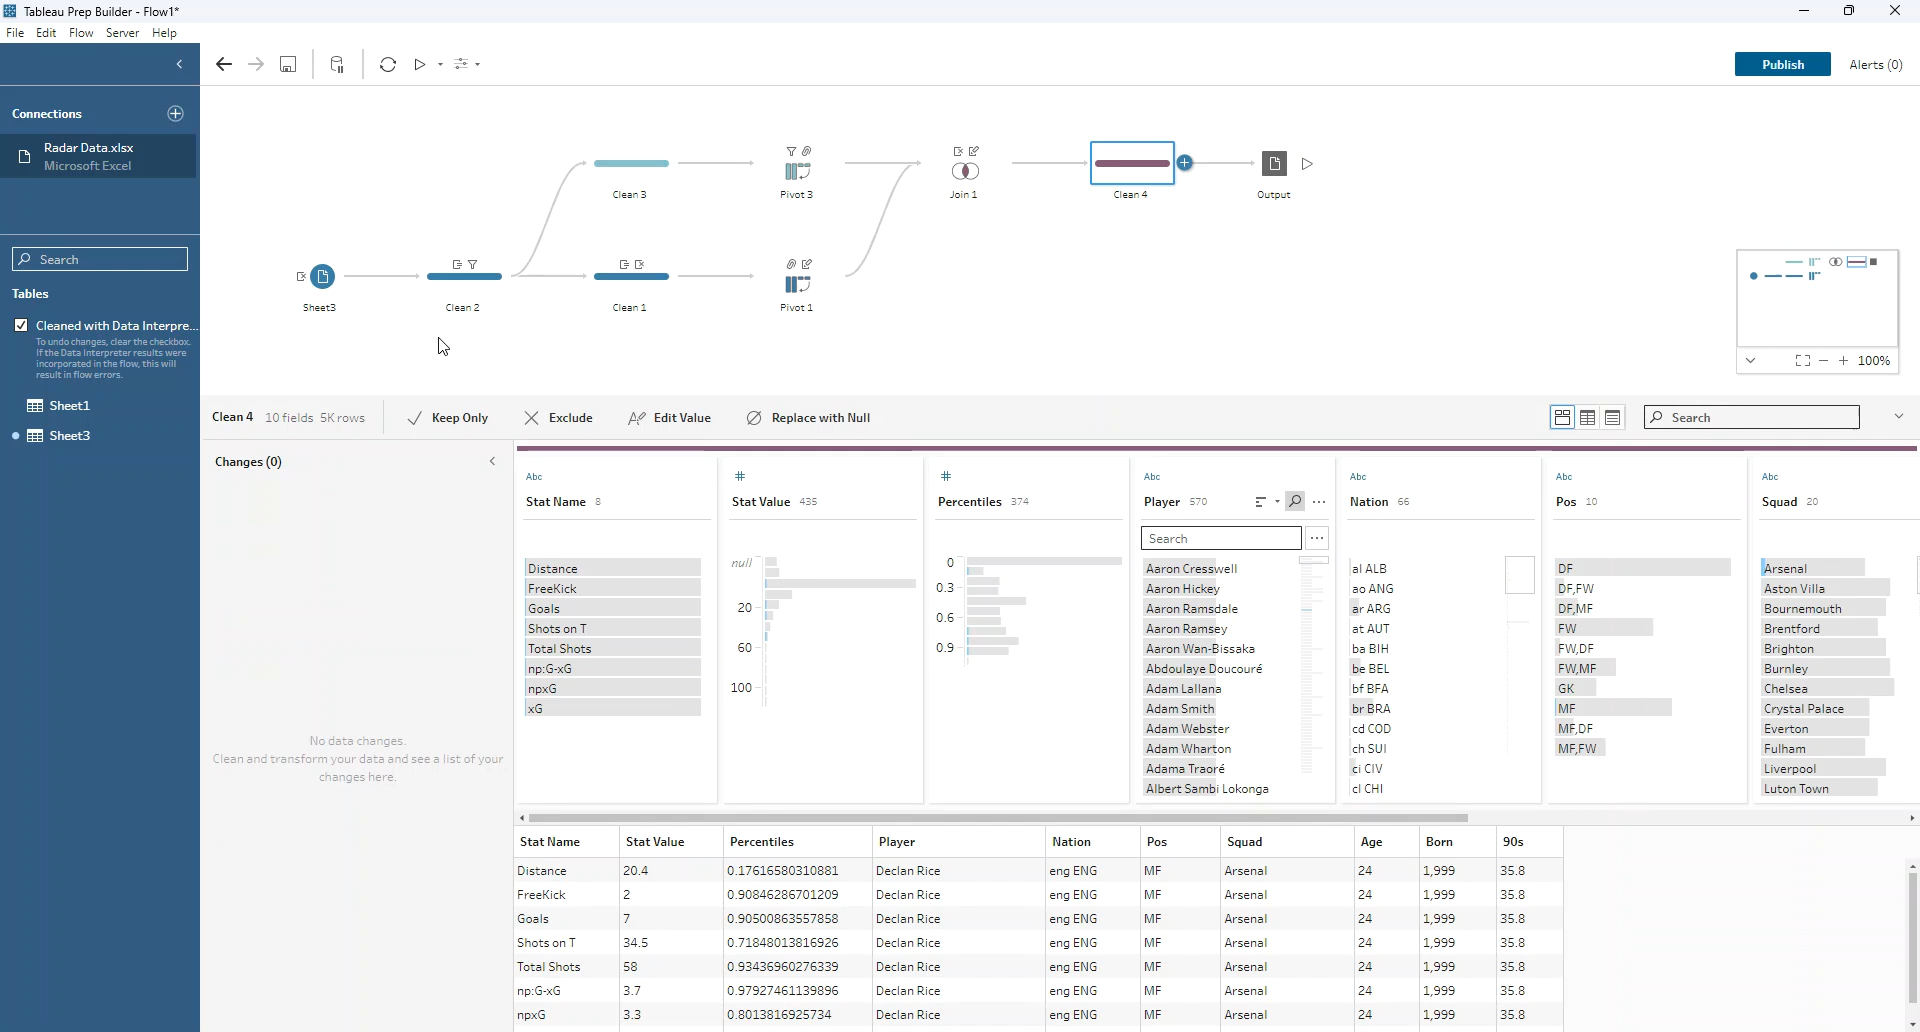 Tableau Prep Builder - Flow1*
File Edit Flow Server Help
Publish Alerts (0)
Connections
Radar Data.xlsx
Microsoft Excel
Search
Tables
Cleaned with Data Interpre...
To undo changes, clear the checkbox.
If the Data Interpreter results were
incorporated in the flow, this will
result in flow errors.
Sheet1
Sheet3
Clean 3 Pivot 3 Join 1 Clean 4 Output
Sheet3 Clean 2 Clean 1 Pivot 1
100%
Clean 4 10 fields 5K rows Keep Only Exclude Edit Value Replace with Null Search
Changes (0)
No data changes.
Clean and transform your data and see a list of your
changes here.
Abc
Stat Name 8
Distance
FreeKick
Goals
Shots on T
Total Shots
np:G-xG
npxG
xG
#
Stat Value 435
null
20
60
100
#
Percentiles 374
0
0.3
0.6
0.9
Abc
Player 570
Search
Aaron Cresswell
Aaron Hickey
Aaron Ramsdale
Aaron Ramsey
Aaron Wan-Bissaka
Abdoulaye Doucouré
Adam Lallana
Adam Smith
Adam Webster
Adam Wharton
Adama Traoré
Albert Sambi Lokonga
Abc
Nation 66
al ALB
ao ANG
ar ARG
at AUT
ba BIH
be BEL
bf BFA
br BRA
cd COD
ch SUI
ci CIV
cl CHI
Abc
Pos 10
DF
DF,FW
DF,MF
FW
FW,DF
FW,MF
GK
MF
MF,DF
MF,FW
Abc
Squad 20
Arsenal
Aston Villa
Bournemouth
Brentford
Brighton
Burnley
Chelsea
Crystal Palace
Everton
Fulham
Liverpool
Luton Town
Stat Name Stat Value Percentiles Player Nation Pos Squad Age Born 90s
Distance 20.4 0.17616580310881 Declan Rice eng ENG MF Arsenal 24 1,999 35.8
FreeKick 2 0.90846286701209 Declan Rice eng ENG MF Arsenal 24 1,999 35.8
Goals 7 0.90500863557858 Declan Rice eng ENG MF Arsenal 24 1,999 35.8
Shots on T 34.5 0.71848013816926 Declan Rice eng ENG MF Arsenal 24 1,999 35.8
Total Shots 58 0.93436960276339 Declan Rice eng ENG MF Arsenal 24 1,999 35.8
np:G-xG 3.7 0.97927461139896 Declan Rice eng ENG MF Arsenal 24 1,999 35.8
npxG 3.3 0.8013816925734 Declan Rice eng ENG MF Arsenal 24 1,999 35.8